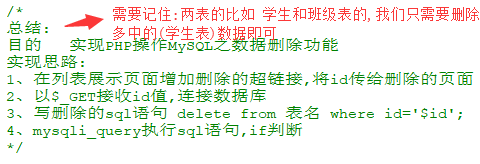 /*
总结: 需要记住:两表的比如 学生和班级表的,我们只需要删除
多中的(学生表)数据即可
目的 实现PHP操作MySQL之数据删除功能
实现思路:
1、在列表展示页面增加删除的超链接,将id传给删除的页面
2、以$_GET接收id值,连接数据库
3、写删除的sql语句 delete from 表名 where id='$id';
4、mysqli_query执行sql语句,if判断
*/